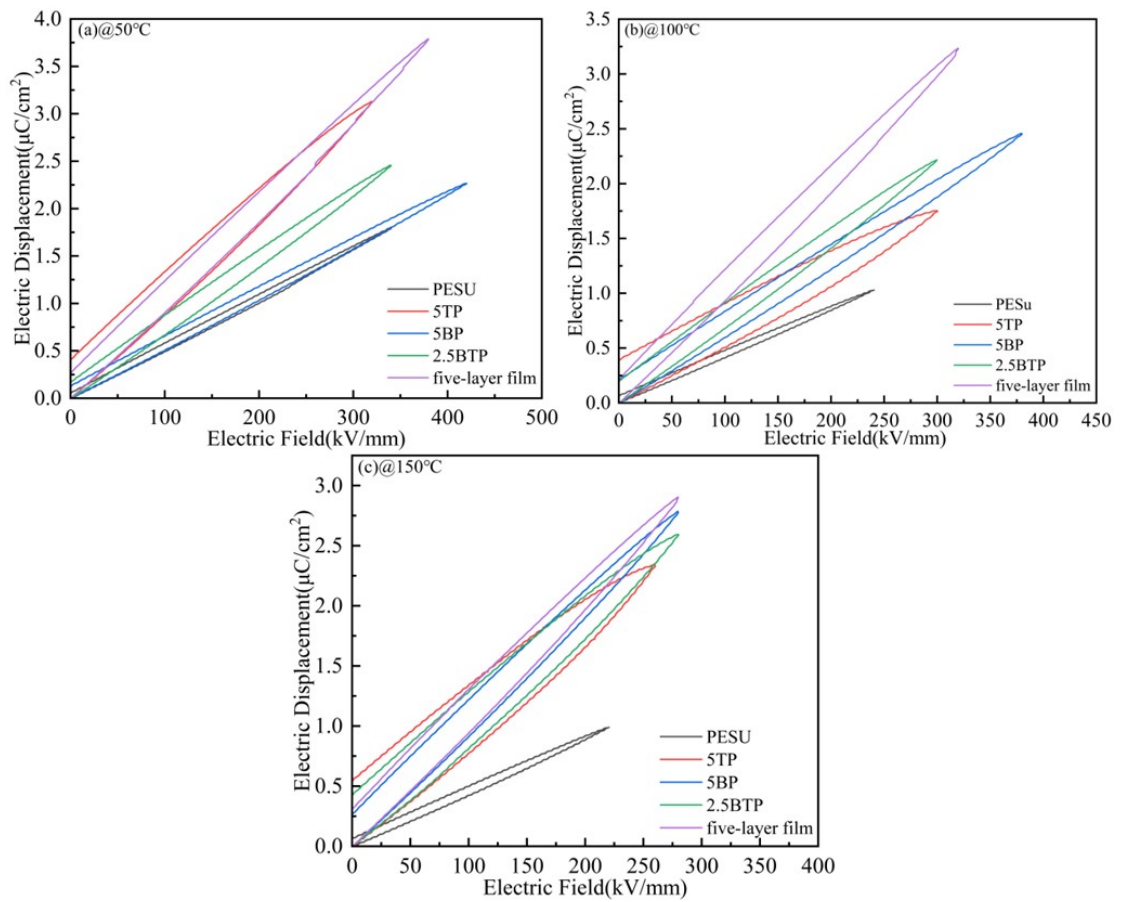 (a)@50℃
4.0
3.5
3.0
2.5
2.0
1.5
1.0
0.5
0.0
Electric Displacement(μC/cm²)
PESU
5TP
5BP
2.5BTP
five-layer film
0 100 200 300 400 500
Electric Field(kV/mm)
(b)@100℃
3.5
3.0
2.5
2.0
1.5
1.0
0.5
0.0
Electric Displacement(μC/cm²)
PESu
5TP
5BP
2.5BTP
five-layer film
0 50 100 150 200 250 300 350 400 450
Electric Field(kV/mm)
(c)@150℃
3.0
2.5
2.0
1.5
1.0
0.5
0.0
Electric Displacement(μC/cm²)
PESU
5TP
5BP
2.5BTP
five-layer film
0 50 100 150 200 250 300 350 400
Electric Field(kV/mm)